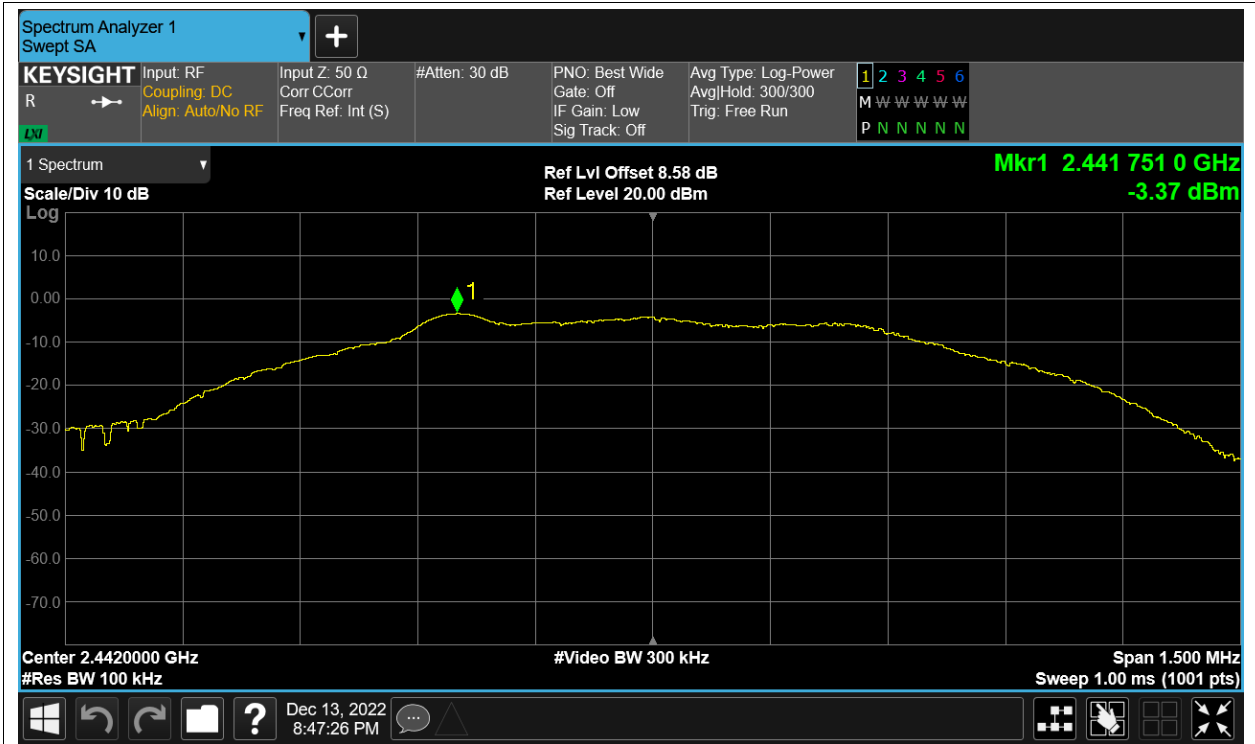 Spectrum Analyzer 1
Swept SA
KEYSIGHT
R
LXI
Input: RF
Coupling: DC
Align: Auto/No RF
Input Z: 50 Ω
Corr CCorr
Freq Ref: Int (S)
#Atten: 30 dB
PNO: Best Wide
Gate: Off
IF Gain: Low
Sig Track: Off
Avg Type: Log-Power
Avg|Hold: 300/300
Trig: Free Run
1 2 3 4 5 6
M W W W W W
P N N N N N
1 Spectrum
Scale/Div 10 dB
Log
Ref Lvl Offset 8.58 dB
Ref Level 20.00 dBm
Mkr1 2.441 751 0 GHz
-3.37 dBm
10.0
0.00
-10.0
-20.0
-30.0
-40.0
-50.0
-60.0
-70.0
1
Center 2.4420000 GHz
#Res BW 100 kHz
#Video BW 300 kHz
Span 1.500 MHz
Sweep 1.00 ms (1001 pts)
?
Dec 13, 2022
8:47:26 PM